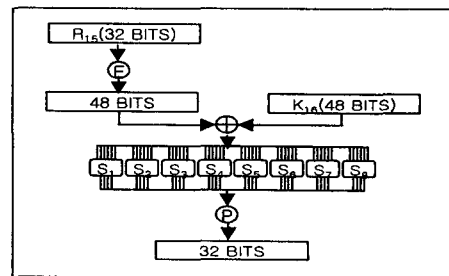 R₁₅(32 BITS)
E
48 BITS
K₁₆(48 BITS)
S₁ S₂ S₃ S₄ S₅ S₆ S₇ S₈
P
32 BITS